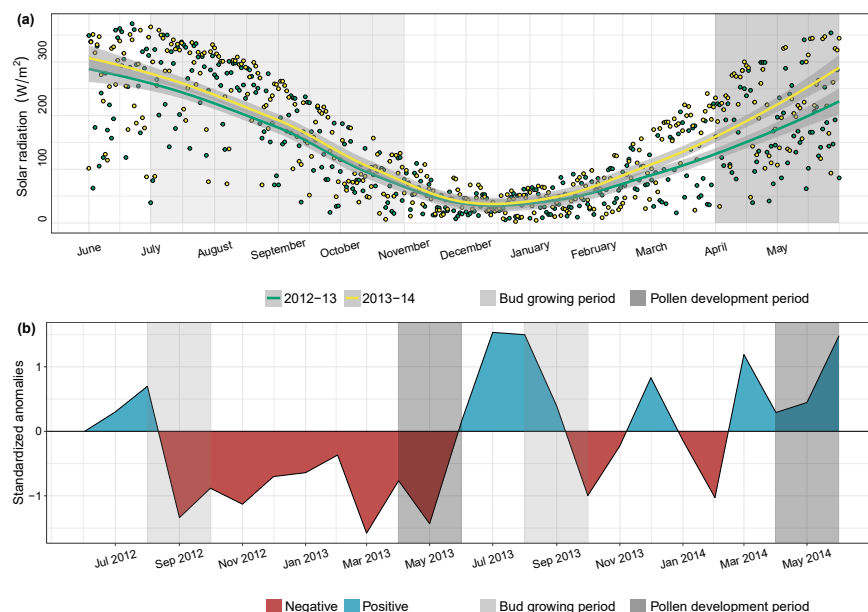 (a)
Solar radiation (W/m²)
300
200
100
0
June July August September October November December January February March April May
2012−13 2013−14 Bud growing period Pollen development period
(b)
Standardized anomalies
1
0
−1
Jul 2012 Sep 2012 Nov 2012 Jan 2013 Mar 2013 May 2013 Jul 2013 Sep 2013 Nov 2013 Jan 2014 Mar 2014 May 2014
Negative Positive Bud growing period Pollen development period